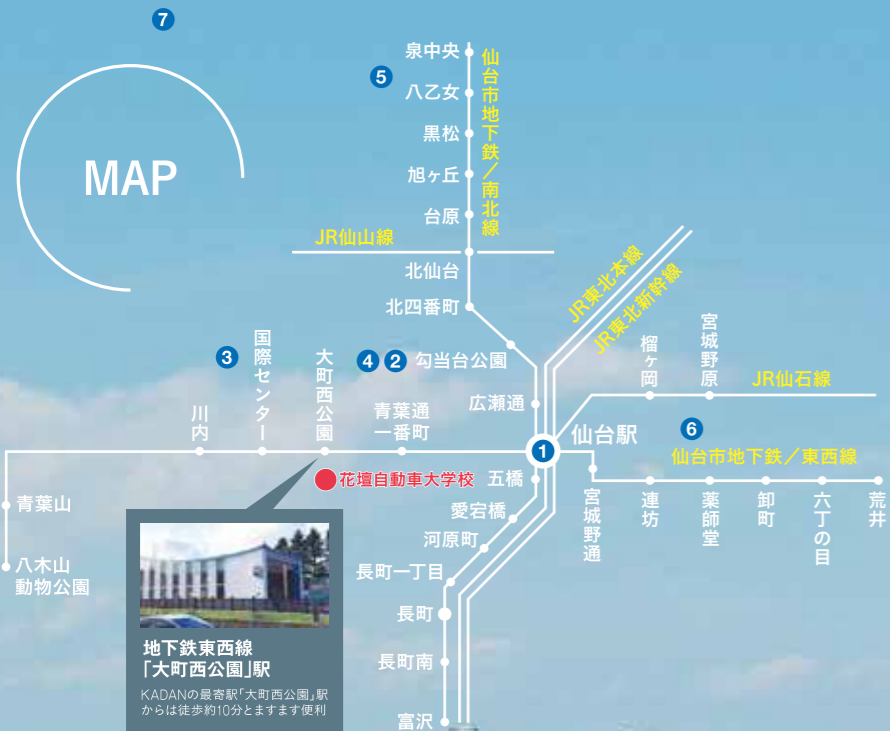 7
MAP
5
泉中央
八乙女
黒松
旭ヶ丘
台原
仙台市地下鉄/南北線
JR仙山線
北仙台
北四番町
JR東北本線
JR東北新幹線
3
国際センター
大町西公園
4 2 勾当台公園
川内
青葉通
一番町
広瀬通
榴ヶ岡
宮城野原
JR仙石線
1 仙台駅
6
仙台市地下鉄/東西線
花壇自動車大学校
五橋
宮城野通
連坊
薬師堂
卸町
六丁の目
荒井
青葉山
八木山
動物公園
愛宕橋
河原町
長町一丁目
長町
長町南
富沢
地下鉄東西線
「大町西公園」駅
KADANの最寄駅「大町西公園」駅
からは徒歩約10分とますます便利